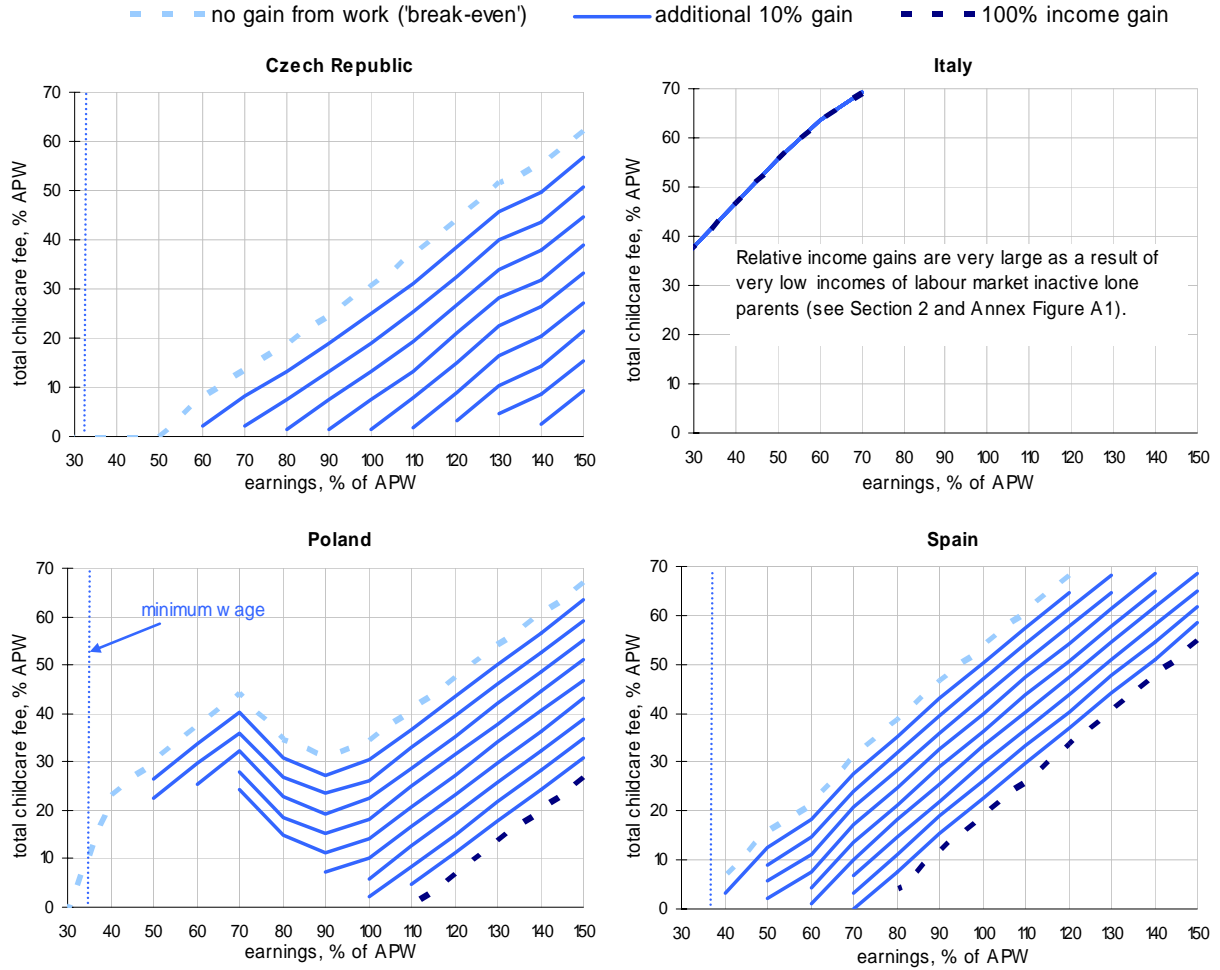 no gain from work ('break-even') additional 10% gain 100% income gain
Czech Republic
total childcare fee, % APW
70
60
50
40
30
20
10
0
30 40 50 60 70 80 90 100 110 120 130 140 150
earnings, % of APW
Italy
total childcare fee, % APW
70
60
50
40
30
20
10
0
Relative income gains are very large as a result of
very low incomes of labour market inactive lone
parents (see Section 2 and Annex Figure A1).
30 40 50 60 70 80 90 100 110 120 130 140 150
earnings, % of APW
Poland
total childcare fee, % APW
70
60
50
40
30
20
10
0
minimum w age
30 40 50 60 70 80 90 100 110 120 130 140 150
earnings, % of APW
Spain
total childcare fee, % APW
70
60
50
40
30
20
10
0
30 40 50 60 70 80 90 100 110 120 130 140 150
earnings, % of APW